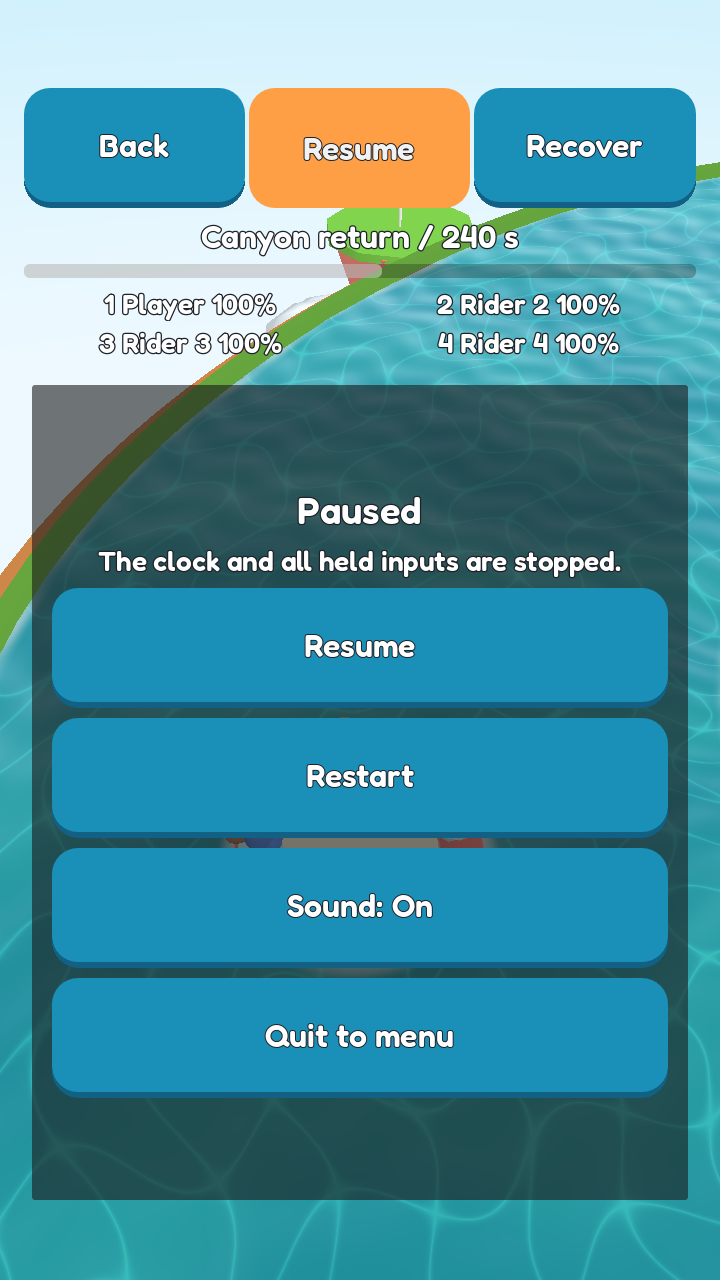 Back
Resume
Recover
Canyon return / 240 s
1 Player 100%
2 Rider 2 100%
3 Rider 3 100%
4 Rider 4 100%
Paused
The clock and all held inputs are stopped.
Resume
Restart
Sound: On
Quit to menu